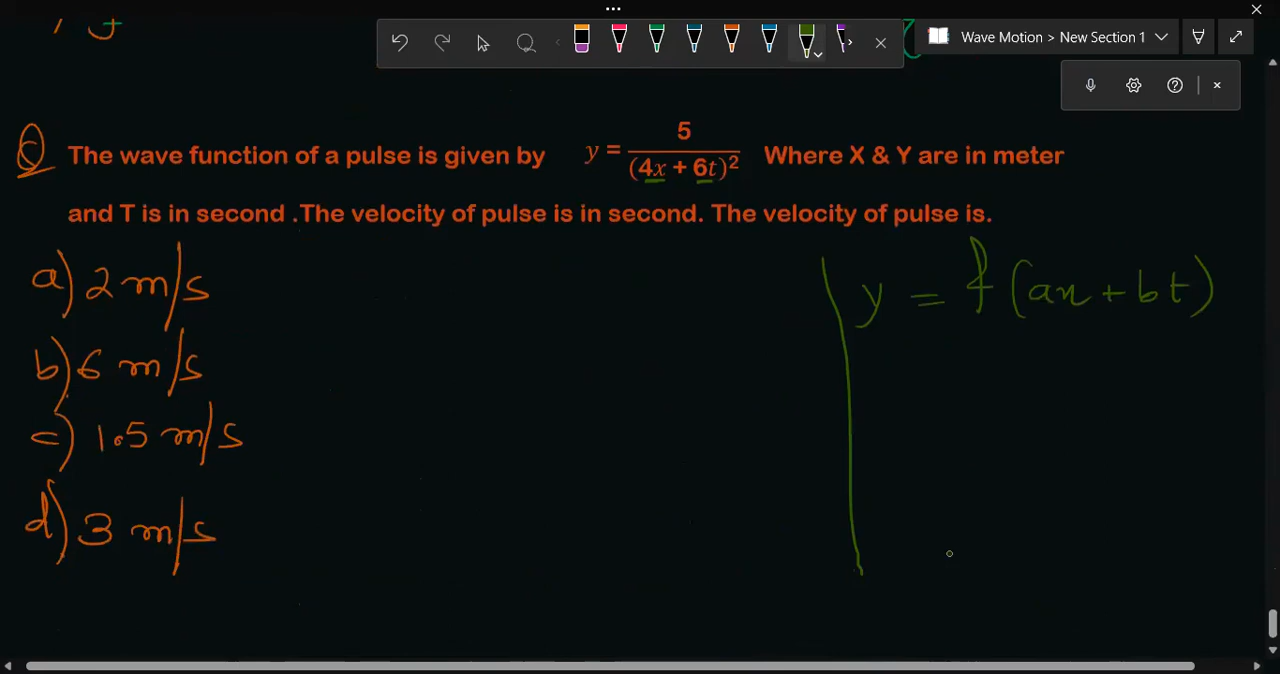 Wave Motion > New Section 1
Q The wave function of a pulse is given by y = 5/(4x + 6t)² Where X & Y are in meter
and T is in second .The velocity of pulse is in second. The velocity of pulse is.
a) 2 m/s
b) 6 m/s
c) 1.5 m/s
d) 3 m/s
y = f (ax + bt)